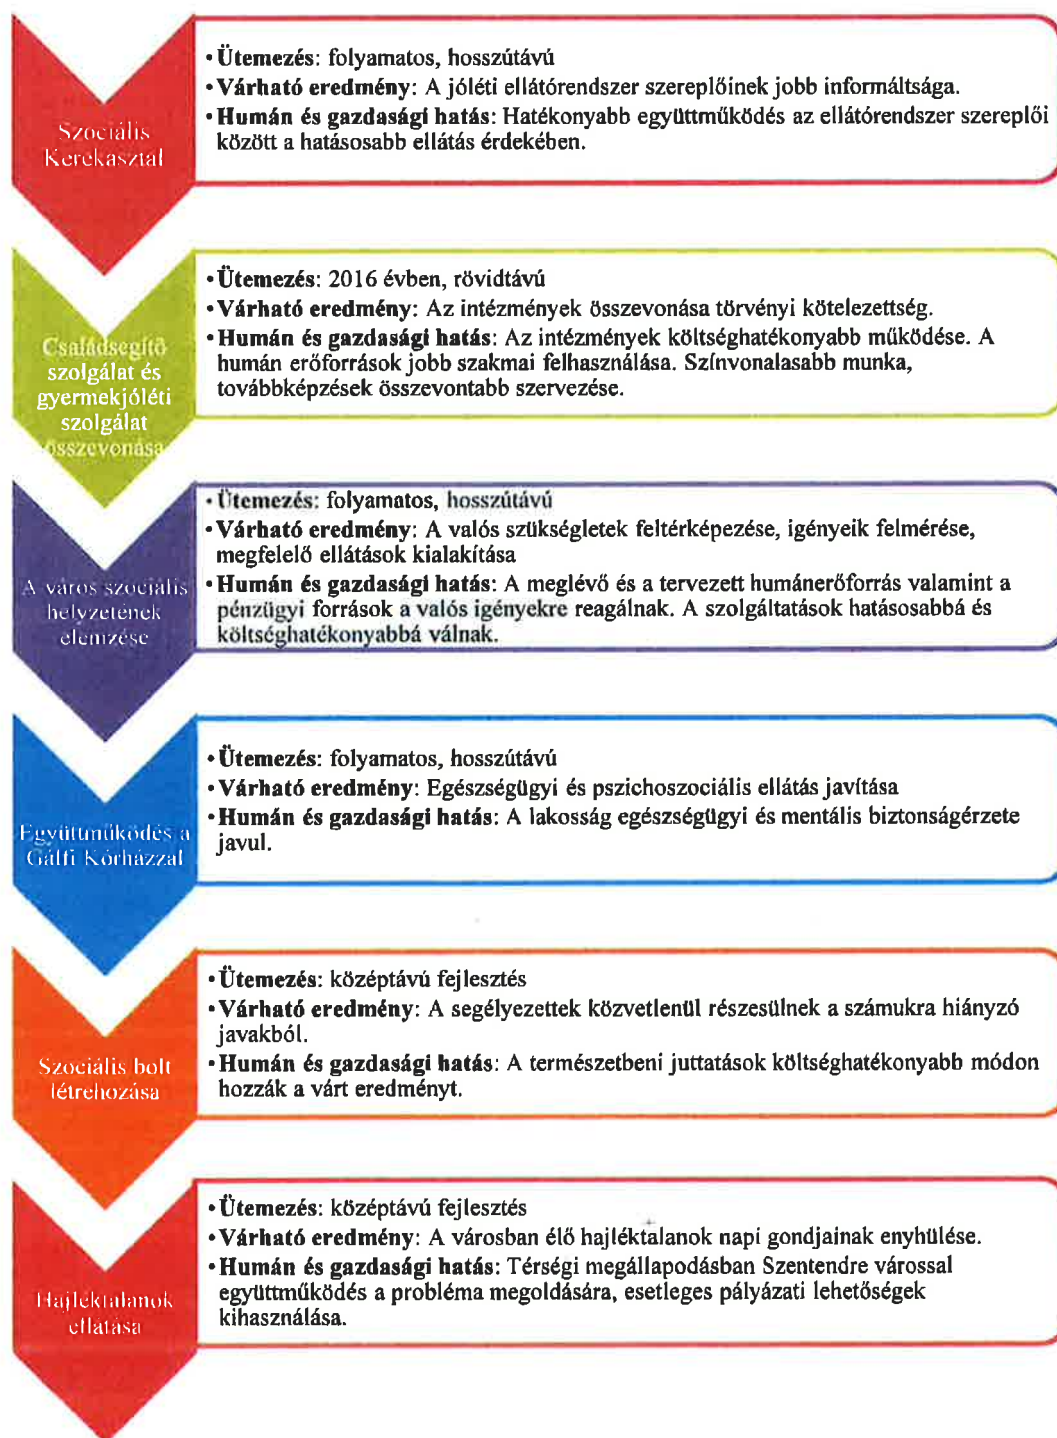 Szociális
Kerekasztal
•Ütemezés: folyamatos, hosszútávú
•Várható eredmény: A jóléti ellátórendszer szereplőinek jobb informáltsága.
•Humán és gazdasági hatás: Hatékonyabb együttműködés az ellátórendszer szereplői
között a hatásosabb ellátás érdekében.
Családsegítő
szolgálat és
gyermekjóléti
szolgálat
összevonása
•Ütemezés: 2016 évben, rövidtávú
•Várható eredmény: Az intézmények összevonása törvényi kötelezettség.
•Humán és gazdasági hatás: Az intézmények költséghatékonyabb működése. A
humán erőforrások jobb szakmai felhasználása. Színvonalasabb munka,
továbbképzések összevontabb szervezése.
A város szociális
helyzetének
elemzése
•Ütemezés: folyamatos, hosszútávú
•Várható eredmény: A valós szükségletek feltérképezése, igényeik felmérése,
megfelelő ellátások kialakítása
•Humán és gazdasági hatás: A meglévő és a tervezett humánerőforrás valamint a
pénzügyi források a valós igényekre reagálnak. A szolgáltatások hatásosabbá és
költséghatékonyabbá válnak.
Együttműködés a
Gálfi Kórházzal
•Ütemezés: folyamatos, hosszútávú
•Várható eredmény: Egészségügyi és pszichoszociális ellátás javítása
•Humán és gazdasági hatás: A lakosság egészségügyi és mentális biztonságérzete
javul.
Szociális bolt
létrehozása
•Ütemezés: középtávú fejlesztés
•Várható eredmény: A segélyezettek közvetlenül részesülnek a számukra hiányzó
javakból.
•Humán és gazdasági hatás: A természetbeni juttatások költséghatékonyabb módon
hozzák a várt eredményt.
Hajléktalanok
ellátása
•Ütemezés: középtávú fejlesztés
•Várható eredmény: A városban élő hajléktalanok napi gondjainak enyhülése.
•Humán és gazdasági hatás: Térségi megállapodásban Szentendre várossal
együttműködés a probléma megoldására, esetleges pályázati lehetőségek
kihasználása.